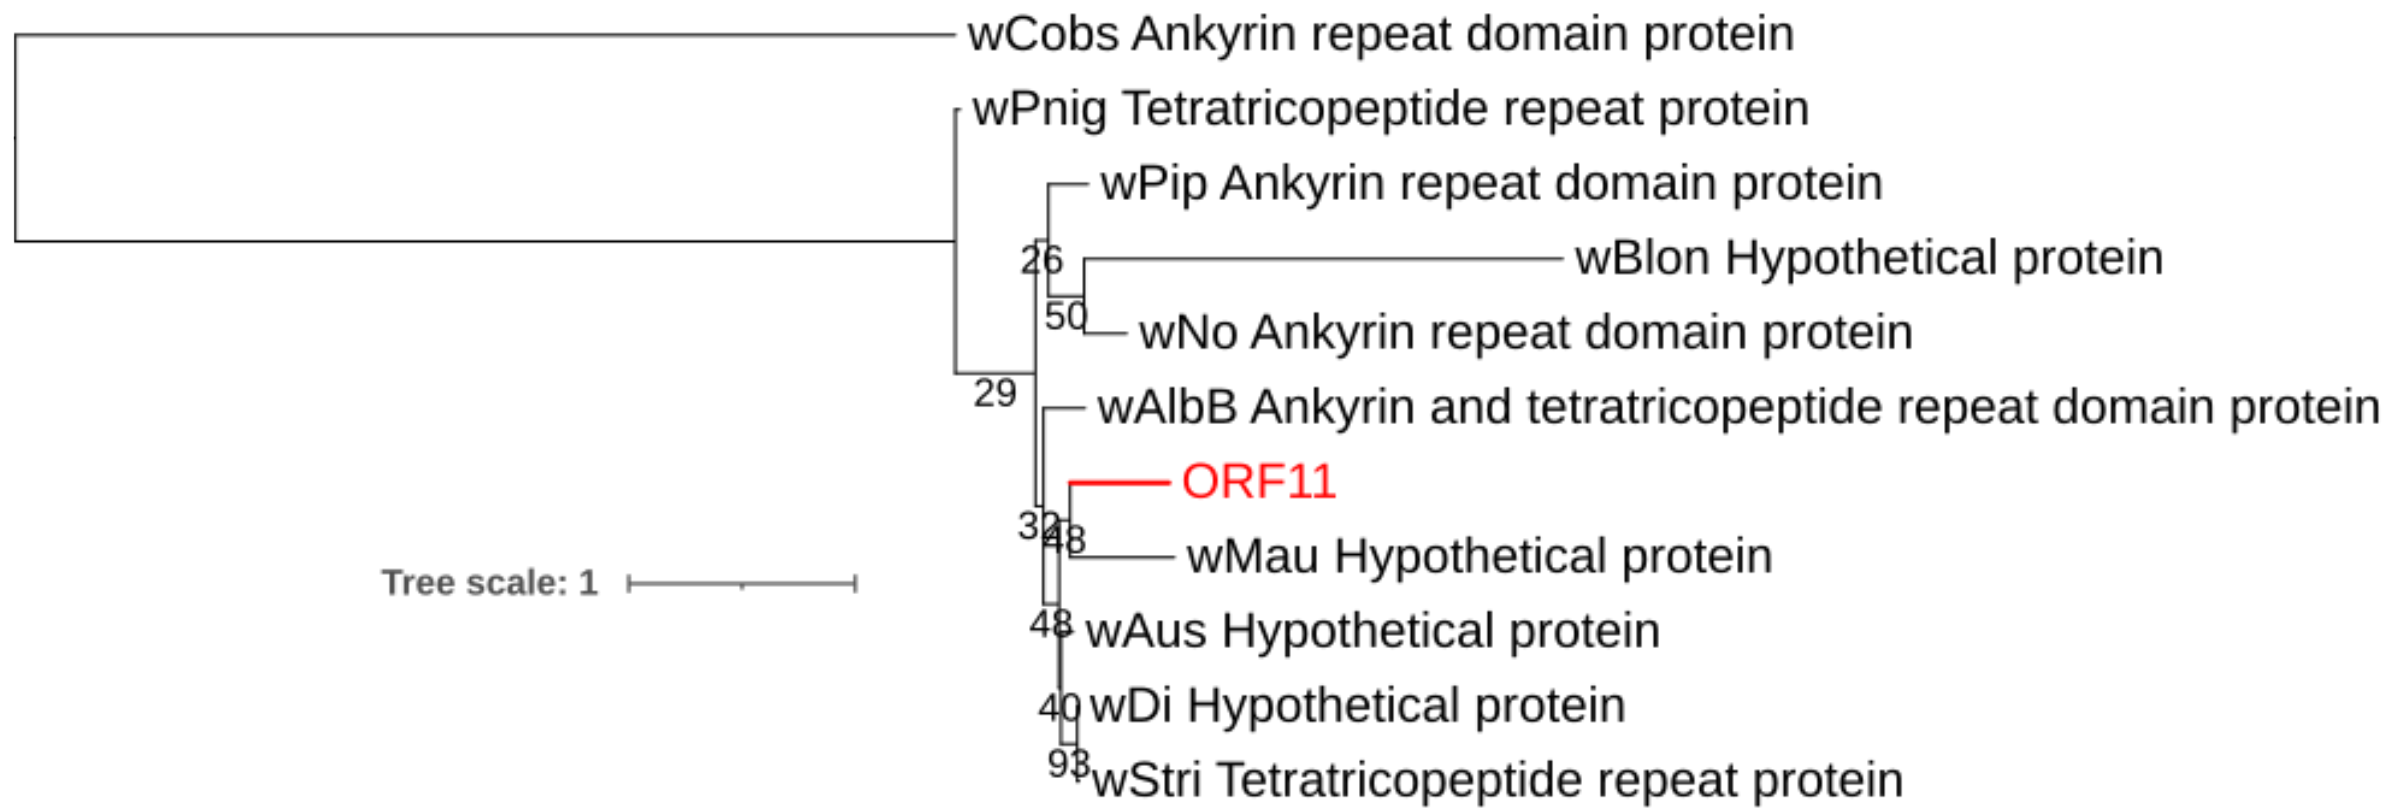 wCobs Ankyrin repeat domain protein
wPnig Tetratricopeptide repeat protein
wPip Ankyrin repeat domain protein
26
wBlon Hypothetical protein
50
wNo Ankyrin repeat domain protein
29
wAlbB Ankyrin and tetratricopeptide repeat domain protein
ORF11
32
48
wMau Hypothetical protein
Tree scale: 1
48
wAus Hypothetical protein
40
wDi Hypothetical protein
93
wStri Tetratricopeptide repeat protein